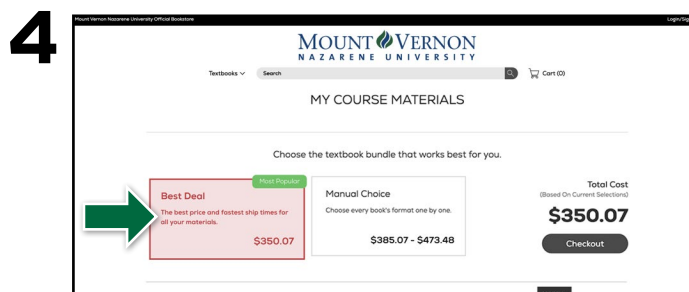 4
Mount Vernon Nazarene University Official Bookstore
Login/Sig
MOUNT VERNON
NAZARENE UNIVERSITY
Textbooks
Search
Cart (0)
MY COURSE MATERIALS
Choose the textbook bundle that works best for you.
Most Popular
Best Deal
The best price and fastest ship times for
all your materials.
$350.07
Manual Choice
Choose every book's format one by one.
$385.07 - $473.48
Total Cost
(Based On Current Selections)
$350.07
Checkout